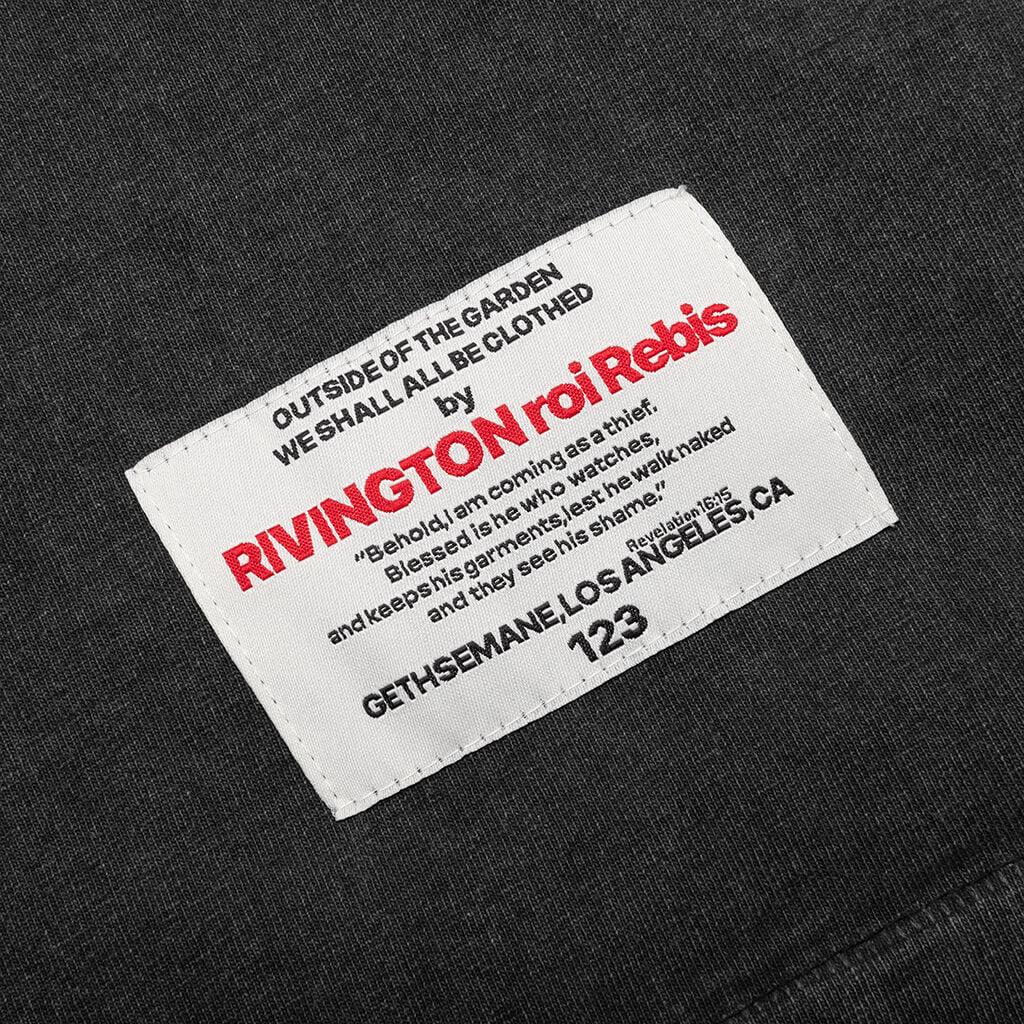 OUTSIDE OF THE GARDEN
WE SHALL ALL BE CLOTHED
by
RIVINGTON roi Rebis
"Behold, I am coming as a thief.
Blessed is he who watches,
and keeps his garments, lest he walk naked
and they see his shame."
Revelation 16:15
GETHSEMANE, LOS ANGELES, CA
123